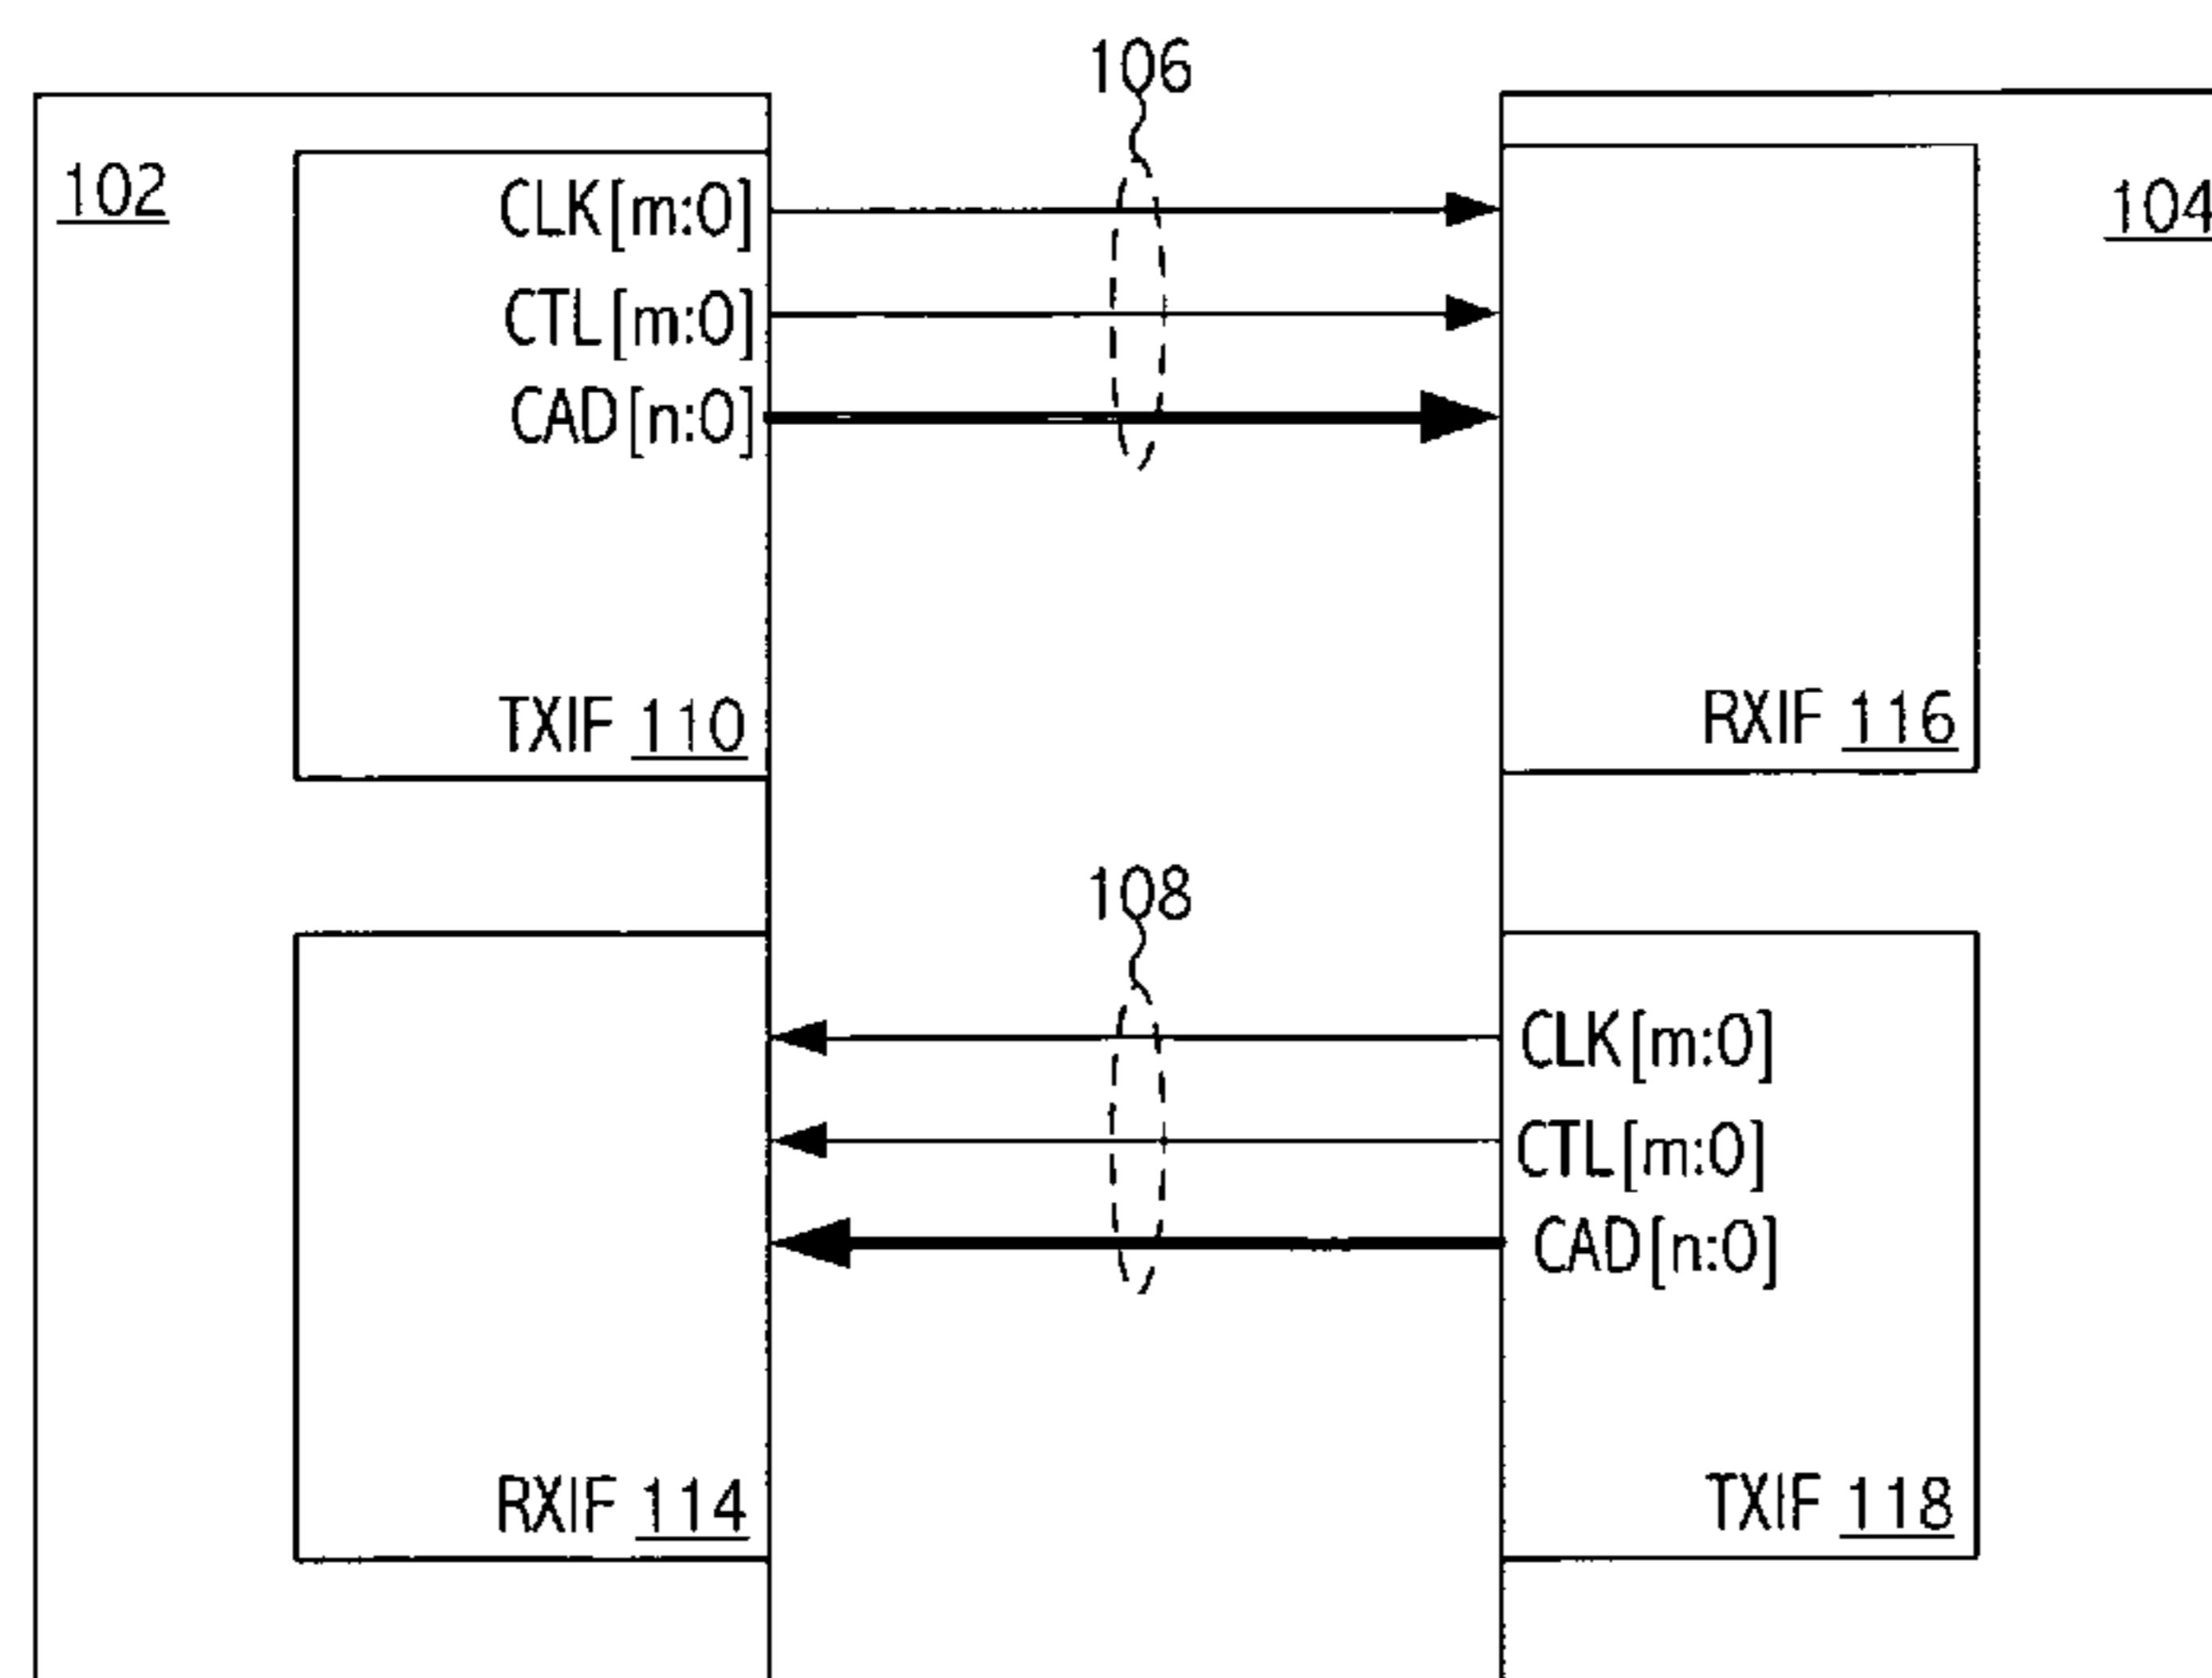 106
102
104
CLK[m:0]
CTL[m:0]
CAD[n:0]
TXIF 110
RXIF 116
108
CLK[m:0]
CTL[m:0]
CAD[n:0]
RXIF 114
TXIF 118